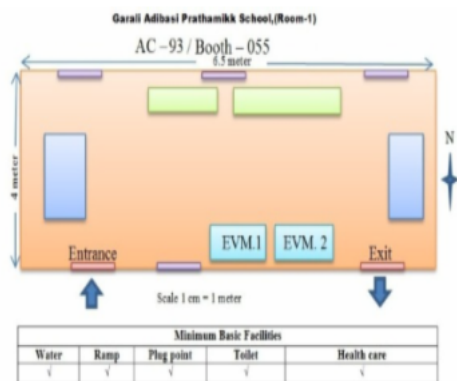 Garali Adibasi Prathamikk School,(Room-1)
AC – 93 / Booth – 055
6.5 meter
4 meter
N
EVM.1 EVM. 2
Entrance Exit
Scale 1 cm = 1 meter
Minimum Basic Facilities
Water Ramp Plug point Toilet Health care
√ √ √ √ √